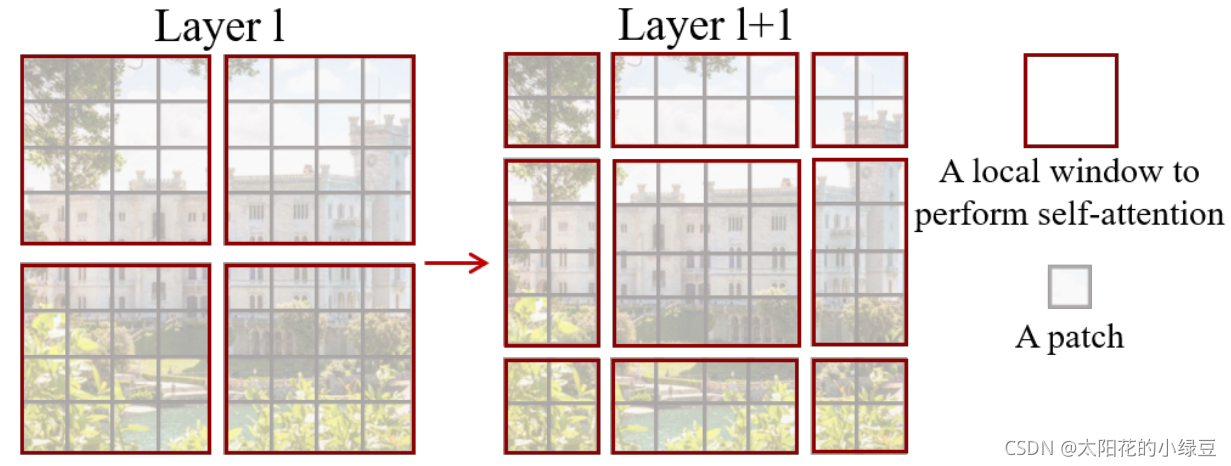 Layer l
Layer l+1
A local window to
perform self-attention
A patch
CSDN @太阳花的小绿豆